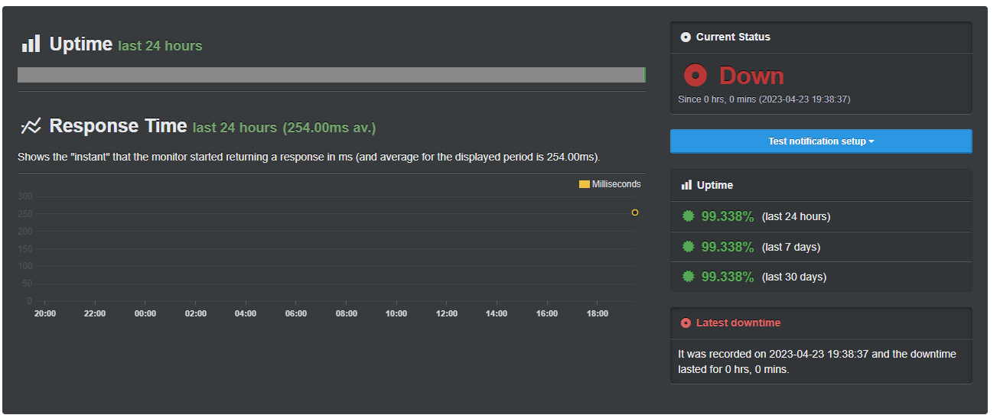 Uptime last 24 hours
Response Time last 24 hours (254.00ms av.)
Shows the "instant" that the monitor started returning a response in ms (and average for the displayed period is 254.00ms).
Milliseconds
300
250
200
150
100
50
0
20:00 22:00 00:00 02:00 04:00 06:00 08:00 10:00 12:00 14:00 16:00 18:00
Current Status
Down
Since 0 hrs, 0 mins (2023-04-23 19:38:37)
Test notification setup
Uptime
99.338% (last 24 hours)
99.338% (last 7 days)
99.338% (last 30 days)
Latest downtime
It was recorded on 2023-04-23 19:38:37 and the downtime
lasted for 0 hrs, 0 mins.